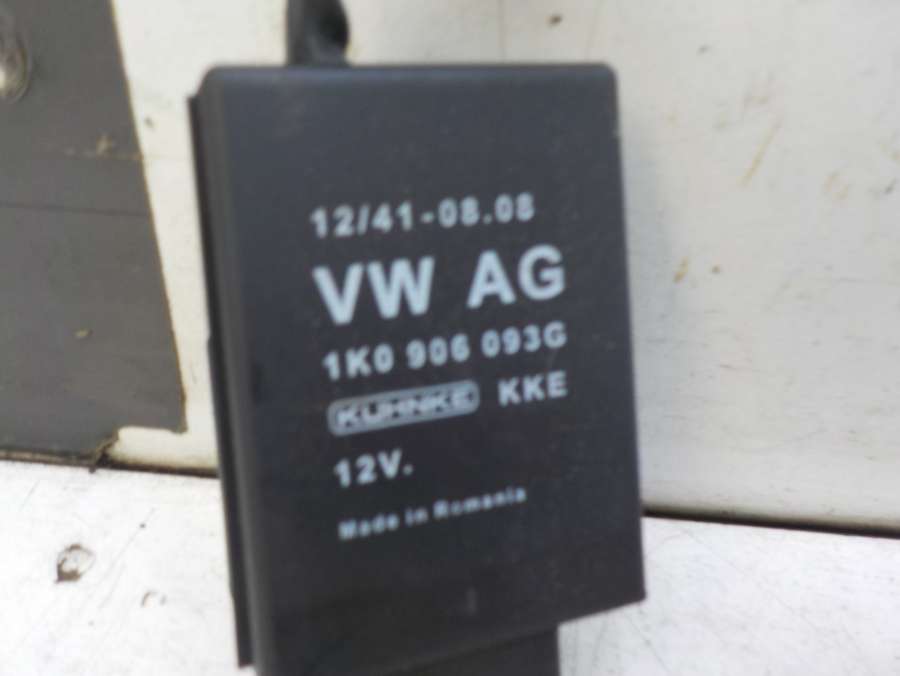 12/41-08.08
VW AG
1K0 906 093G
KUHNKE KKE
12V.
Made in Romania